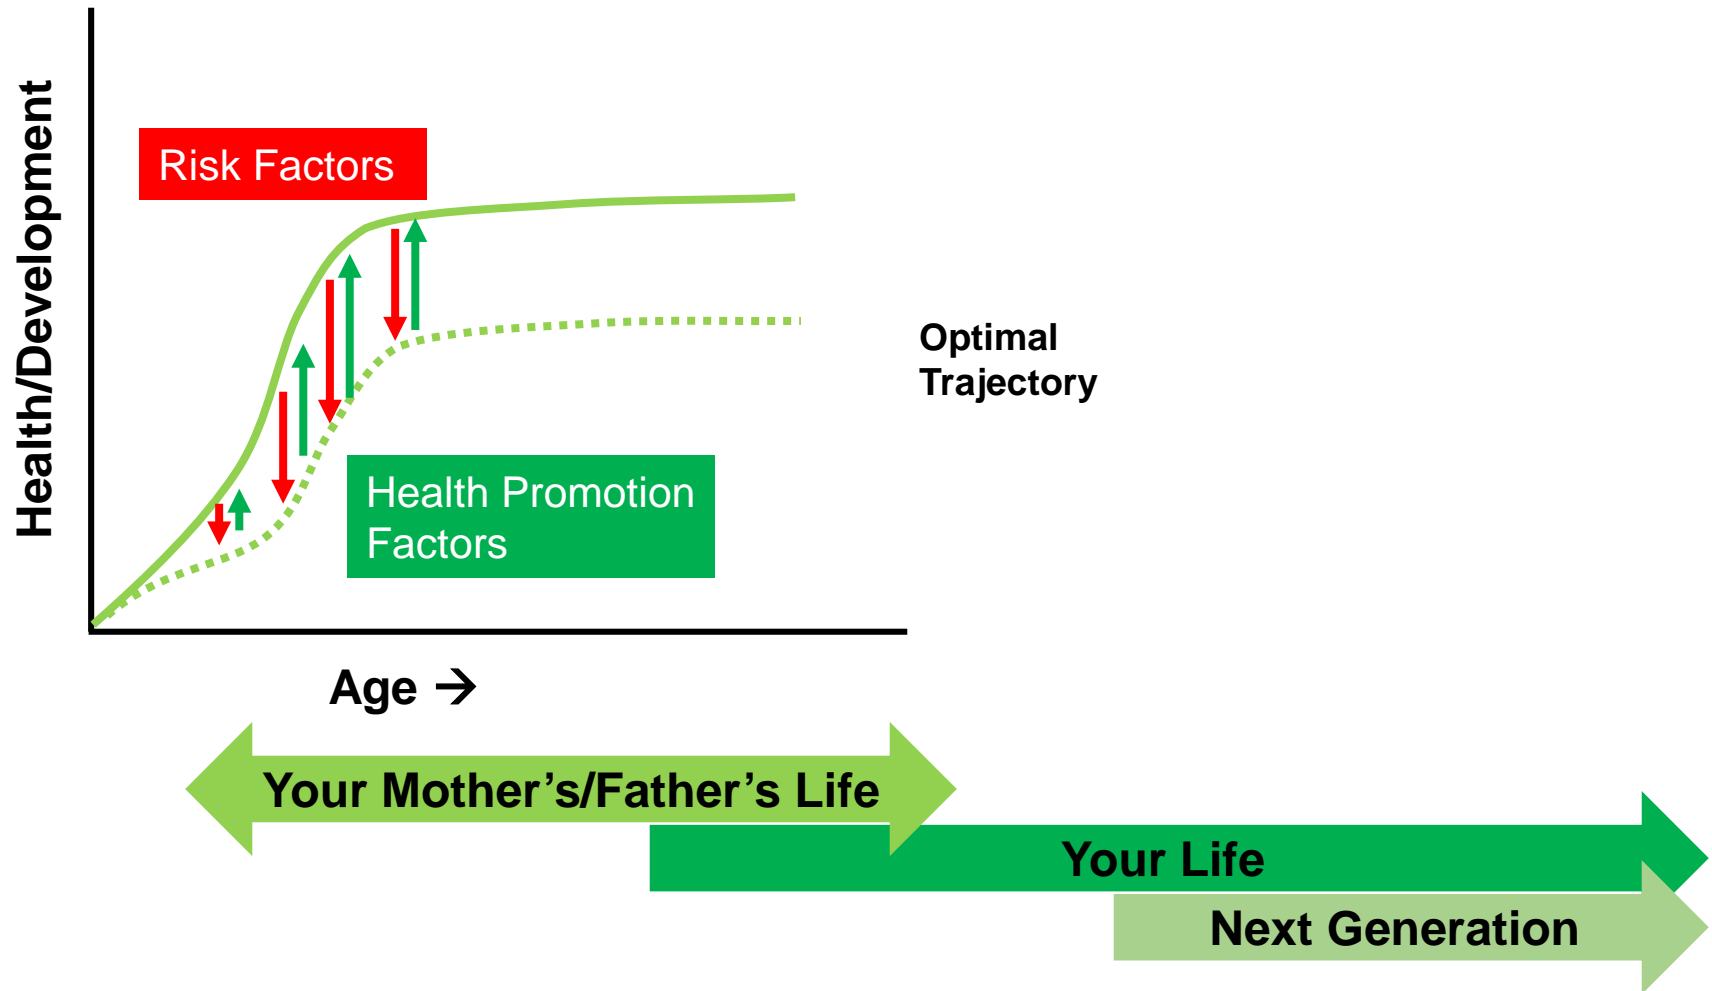 Health/Development
Risk Factors
Optimal
Trajectory
Health Promotion
Factors
Age →
Your Mother’s/Father’s Life
Your Life
Next Generation